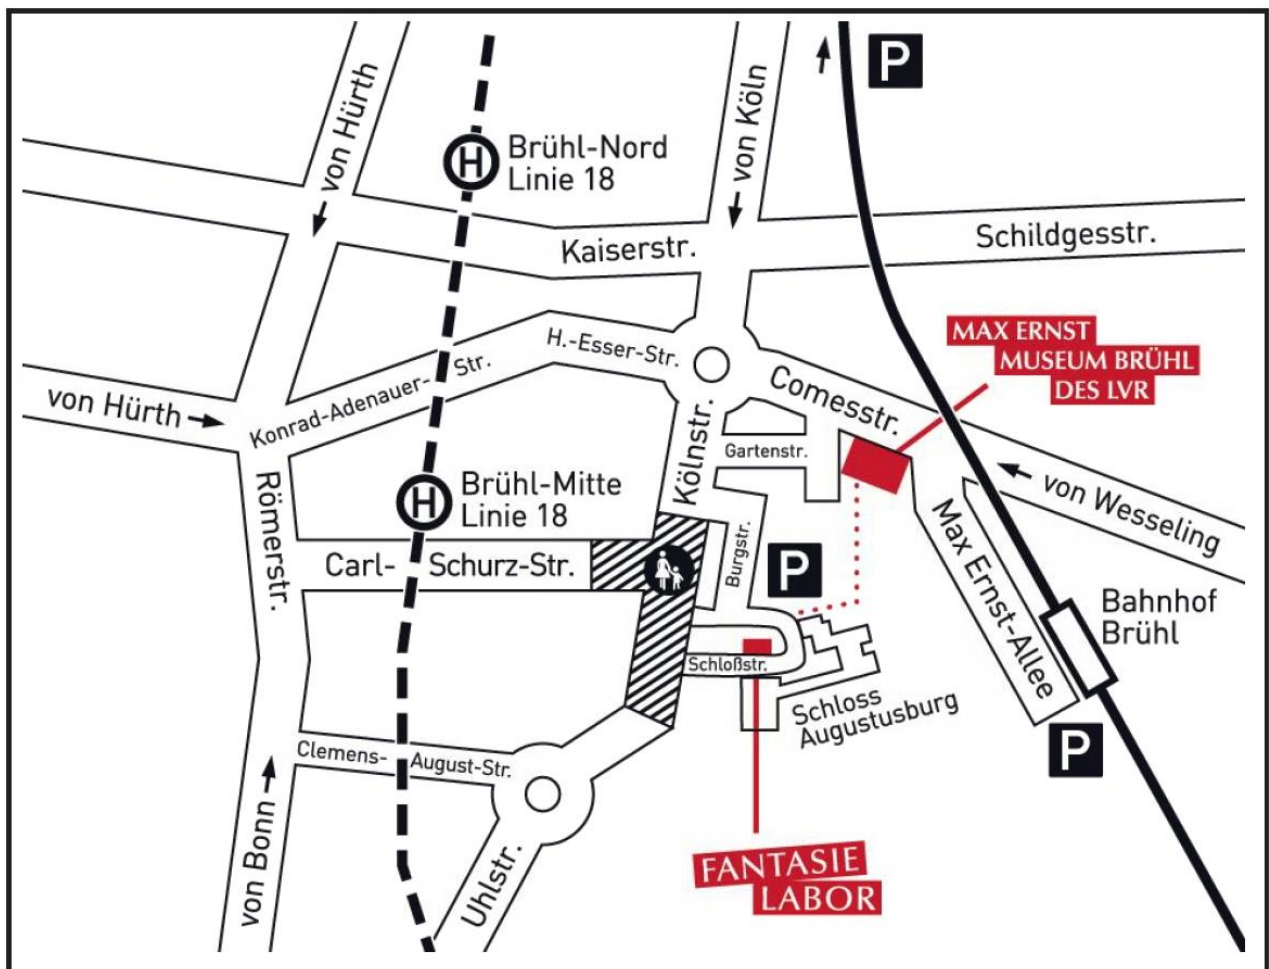 P
von Hürth
von Köln
H
Brühl-Nord
Linie 18
Kaiserstr.
Schildgesstr.
MAX ERNST
MUSEUM BRÜHL
DES LVR
H.-Esser-Str.
Konrad-Adenauer- Str.
von Hürth
Comesstr.
Kölnstr.
Gartenstr.
H
Brühl-Mitte
Linie 18
von Wesseling
Römerstr.
Carl- Schurz-Str.
Burgstr.
P
Max Ernst-Allee
Bahnhof
Brühl
Schloßstr.
Schloss
Augustusburg
P
Clemens- August-Str.
von Bonn
Uhlstr.
FANTASIE
LABOR